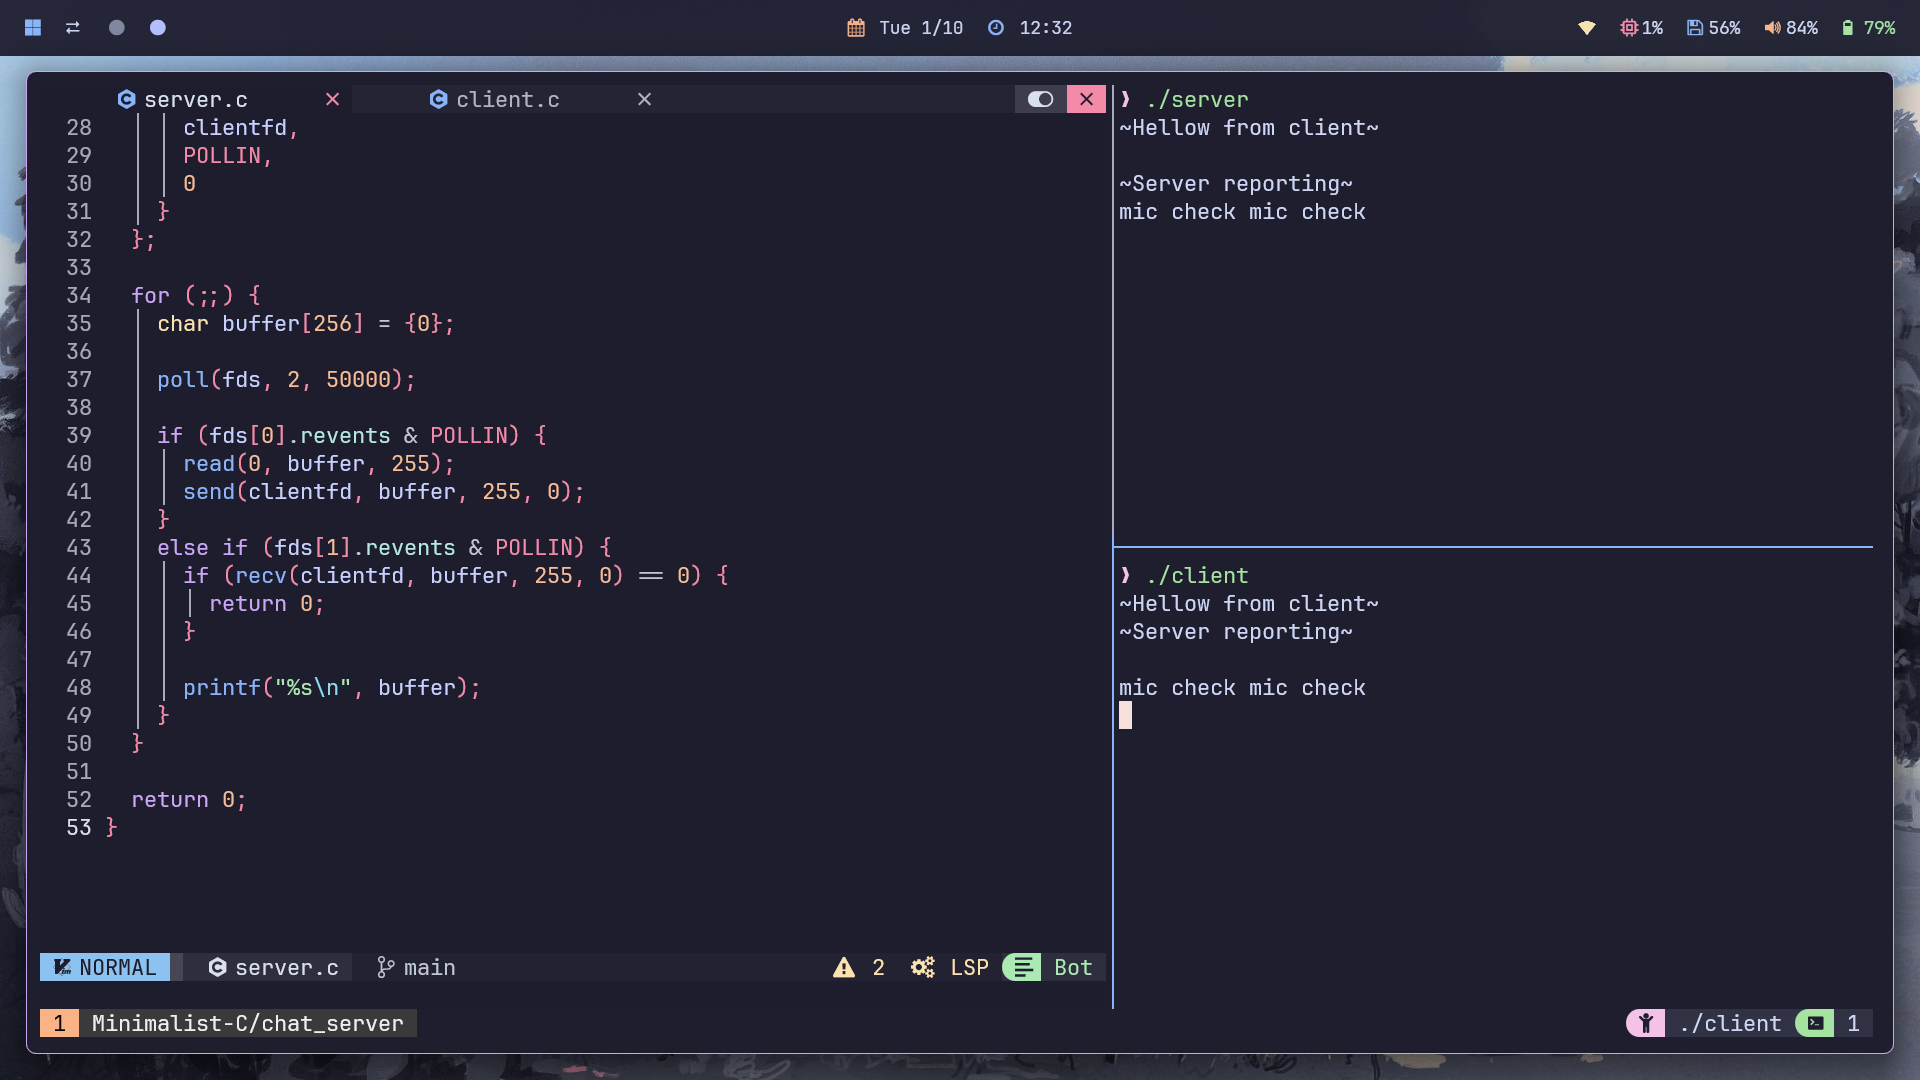 Tue 1/10 12:32 1% 56% 84% 79%
server.c client.c
28 clientfd,
29 POLLIN,
30 0
31 }
32 };
33
34 for (;;) {
35 char buffer[256] = {0};
36
37 poll(fds, 2, 50000);
38
39 if (fds[0].revents & POLLIN) {
40 read(0, buffer, 255);
41 send(clientfd, buffer, 255, 0);
42 }
43 else if (fds[1].revents & POLLIN) {
44 if (recv(clientfd, buffer, 255, 0) == 0) {
45 return 0;
46 }
47
48 printf("%s\n", buffer);
49 }
50 }
51
52 return 0;
53 }
NORMAL server.c main 2 LSP Bot
❱ ./server
~Hellow from client~
~Server reporting~
mic check mic check
❱ ./client
~Hellow from client~
~Server reporting~
mic check mic check
1 Minimalist-C/chat_server ./client 1